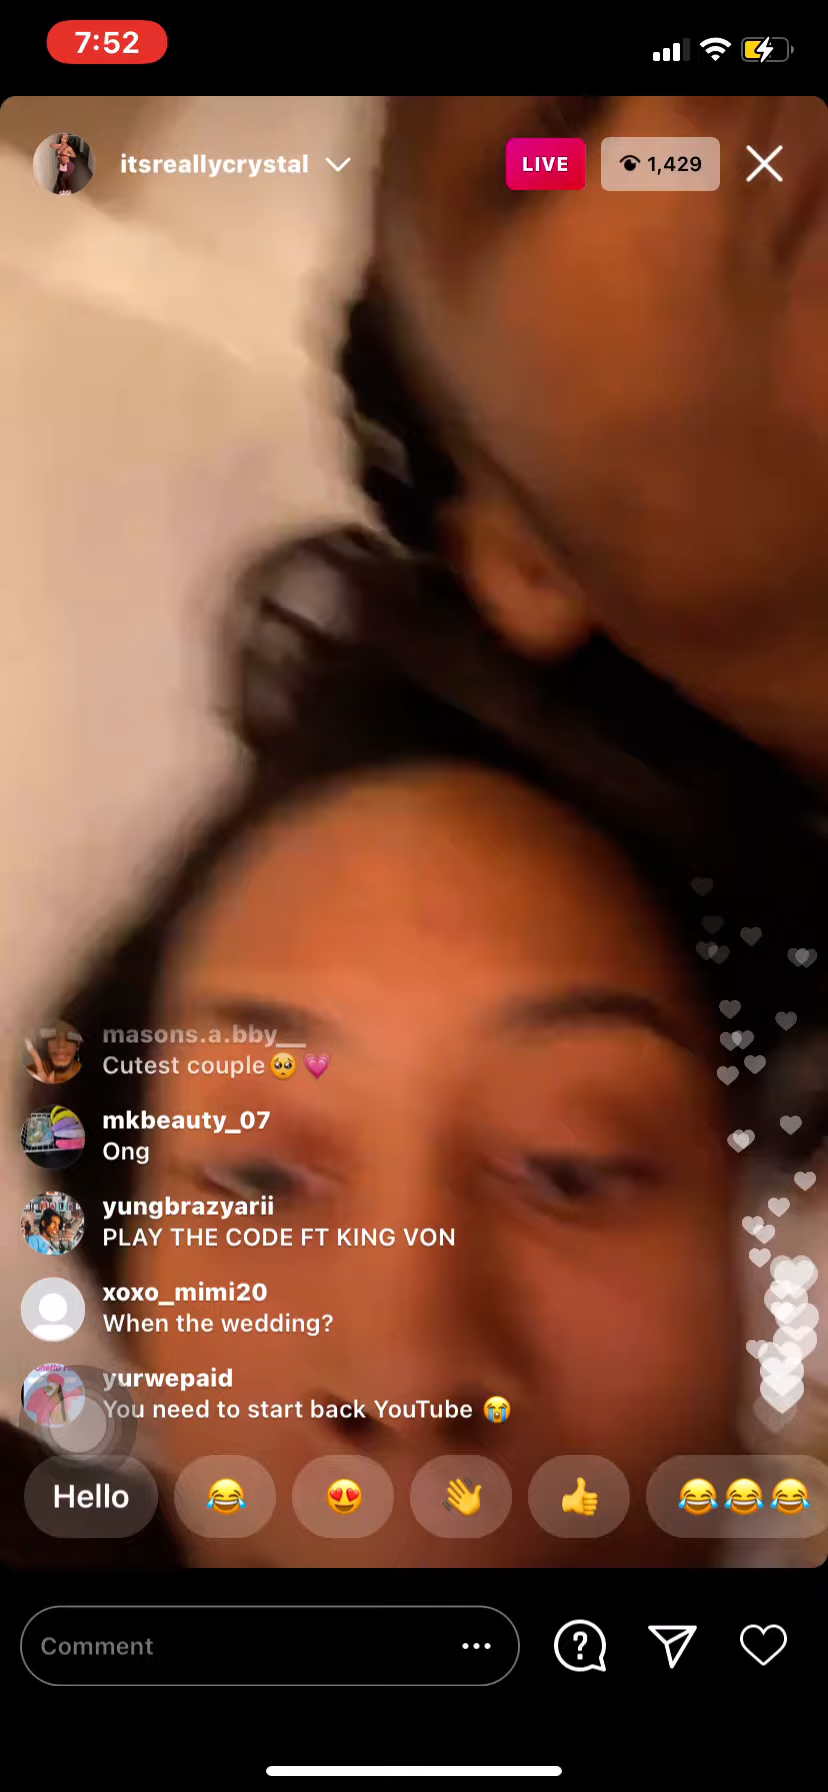 7:52
itsreallycrystal
LIVE
1,429
masons.a.bby__
Cutest couple🥺💗
mkbeauty_07
Ong
yungbrazyarii
PLAY THE CODE FT KING VON
xoxo_mimi20
When the wedding?
yurwepaid
You need to start back YouTube 😭
Hello
Comment